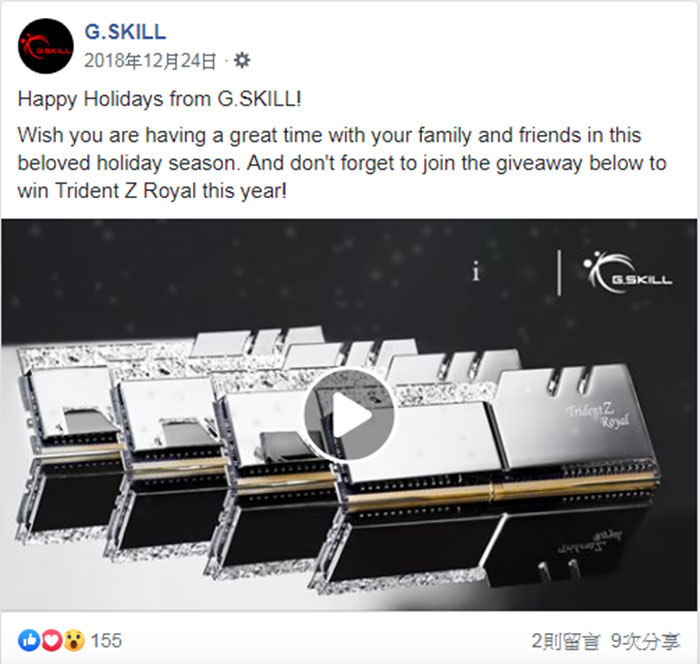 G.SKILL
G.SKILL
2018年12月24日 ·
Happy Holidays from G.SKILL!
Wish you are having a great time with your family and friends in this
beloved holiday season. And don't forget to join the giveaway below to
win Trident Z Royal this year!
i
G.SKILL
Trident Z
Royal
155
2則留言 9次分享